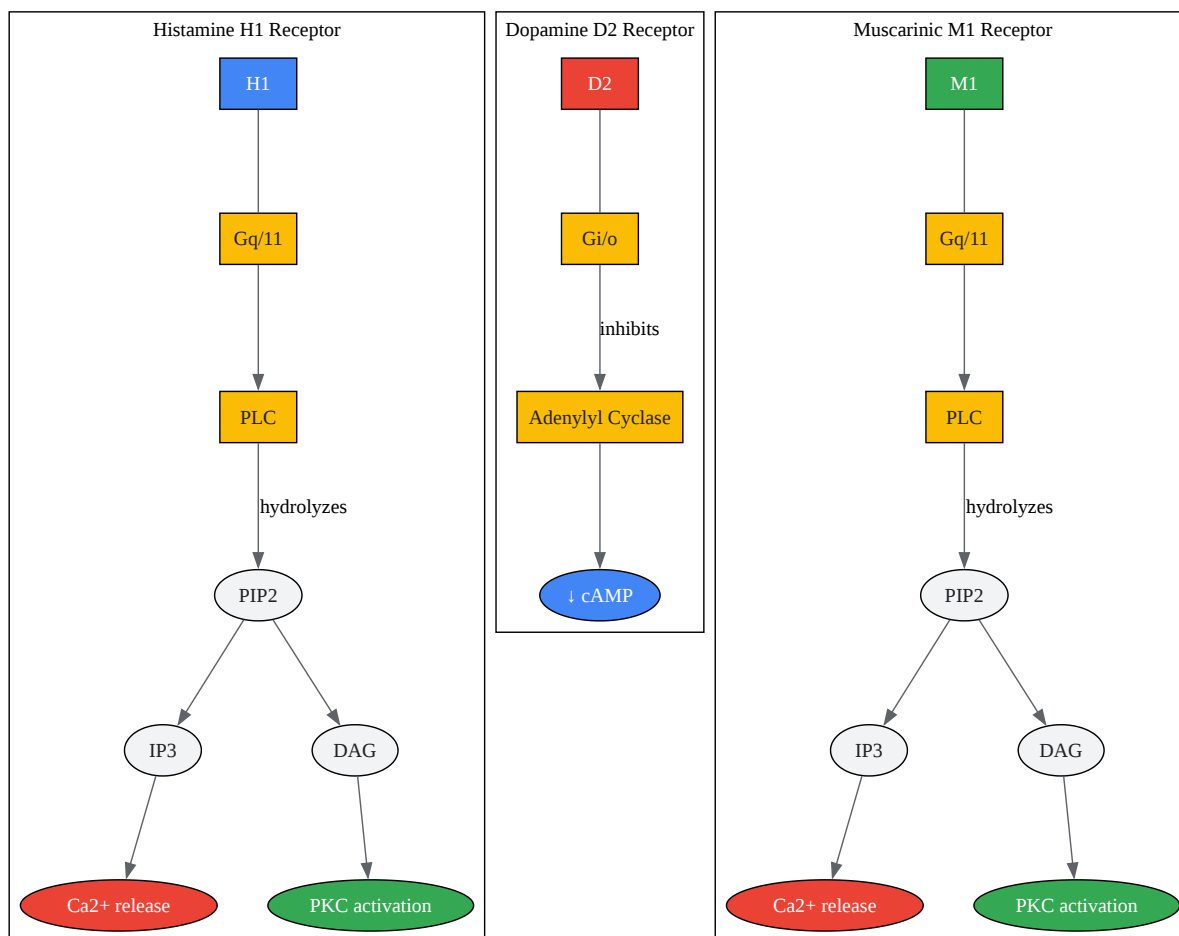 Histamine H1 Receptor
H1
Gq/11
PLC
hydrolyzes
PIP2
IP3
DAG
Ca2+ release
PKC activation
Dopamine D2 Receptor
D2
Gi/o
inhibits
Adenylyl Cyclase
↓ cAMP
Muscarinic M1 Receptor
M1
Gq/11
PLC
hydrolyzes
PIP2
IP3
DAG
Ca2+ release
PKC activation